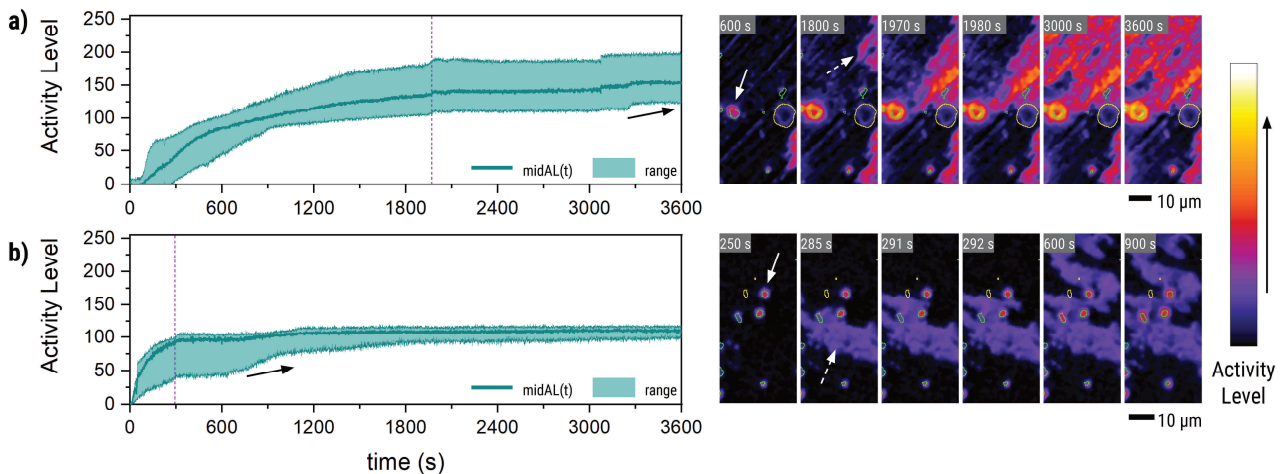 a)
Activity Level
250
200
150
100
50
0
0 600 1200 1800 2400 3000 3600
midAL(t) range
600 s 1800 s 1970 s 1980 s 3000 s 3600 s
10 μm
b)
Activity Level
250
200
150
100
50
0
0 600 1200 1800 2400 3000 3600
midAL(t) range
time (s)
250 s 285 s 291 s 292 s 600 s 900 s
10 μm
Activity
Level